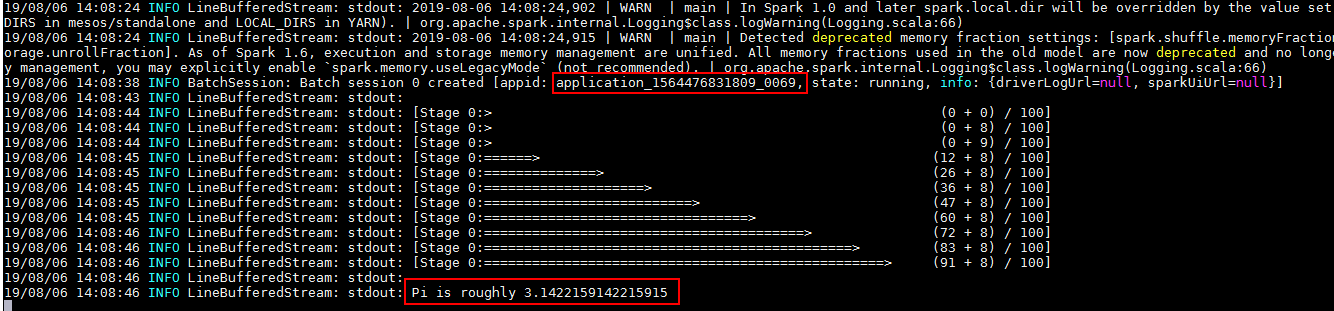 19/08/06 14:08:24 INFO LineBufferedStream: stdout: 2019-08-06 14:08:24,902 | WARN  | main | In Spark 1.0 and later spark.local.dir will be overridden by the value set
DIRS in mesos/standalone and LOCAL_DIRS in YARN). | org.apache.spark.internal.Logging$class.logWarning(Logging.scala:66)
19/08/06 14:08:24 INFO LineBufferedStream: stdout: 2019-08-06 14:08:24,915 | WARN  | main | Detected deprecated memory fraction settings: [spark.shuffle.memoryFractio
orage.unrollFraction]. As of Spark 1.6, execution and storage memory management are unified. All memory fractions used in the old model are now deprecated and no longe
y management, you may explicitly enable `spark.memory.useLegacyMode` (not recommended). | org.apache.spark.internal.Logging$class.logWarning(Logging.scala:66)
19/08/06 14:08:38 INFO BatchSession: Batch session 0 created [appid: application_1564476831809_0069, state: running, info: {driverLogUrl=null, sparkUiUrl=null}]
19/08/06 14:08:43 INFO LineBufferedStream: stdout:
19/08/06 14:08:44 INFO LineBufferedStream: stdout: [Stage 0:> (0 + 0) / 100]
19/08/06 14:08:44 INFO LineBufferedStream: stdout: [Stage 0:> (0 + 8) / 100]
19/08/06 14:08:44 INFO LineBufferedStream: stdout: [Stage 0:> (0 + 9) / 100]
19/08/06 14:08:45 INFO LineBufferedStream: stdout: [Stage 0:======> (12 + 8) / 100]
19/08/06 14:08:45 INFO LineBufferedStream: stdout: [Stage 0:==============> (26 + 8) / 100]
19/08/06 14:08:45 INFO LineBufferedStream: stdout: [Stage 0:====================> (36 + 8) / 100]
19/08/06 14:08:45 INFO LineBufferedStream: stdout: [Stage 0:==========================> (47 + 8) / 100]
19/08/06 14:08:45 INFO LineBufferedStream: stdout: [Stage 0:=================================> (60 + 8) / 100]
19/08/06 14:08:46 INFO LineBufferedStream: stdout: [Stage 0:========================================> (72 + 8) / 100]
19/08/06 14:08:46 INFO LineBufferedStream: stdout: [Stage 0:==============================================> (83 + 8) / 100]
19/08/06 14:08:46 INFO LineBufferedStream: stdout: [Stage 0:==================================================> (91 + 8) / 100]
19/08/06 14:08:46 INFO LineBufferedStream: stdout:
19/08/06 14:08:46 INFO LineBufferedStream: stdout: Pi is roughly 3.1422159142215915